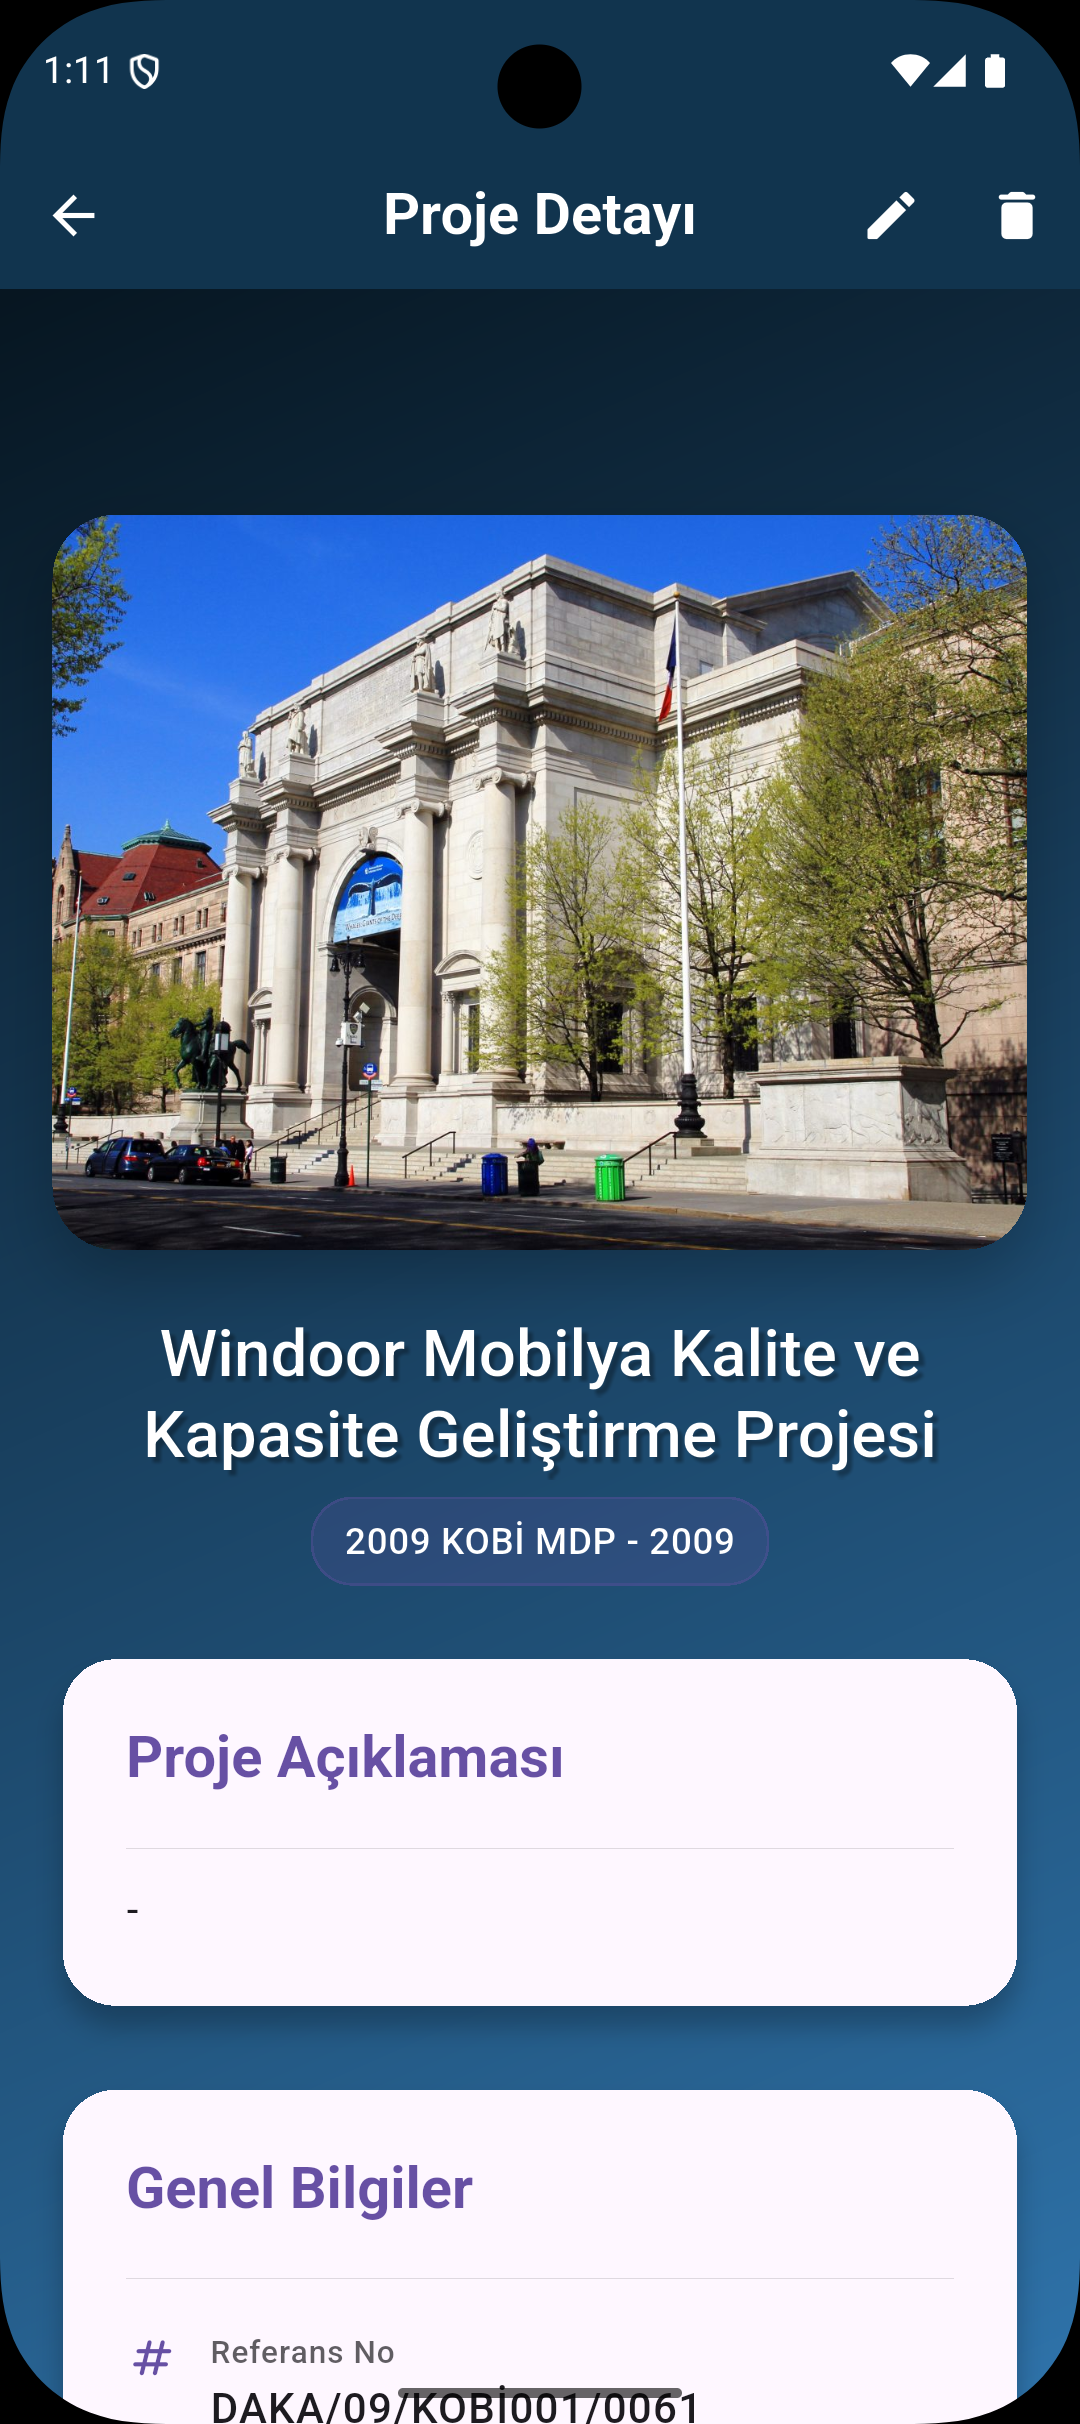 1:11
Proje Detayı
Windoor Mobilya Kalite ve
Kapasite Geliştirme Projesi
2009 KOBİ MDP - 2009
Proje Açıklaması
-
Genel Bilgiler
Referans No
DAKA/09/KOBİ001/0061